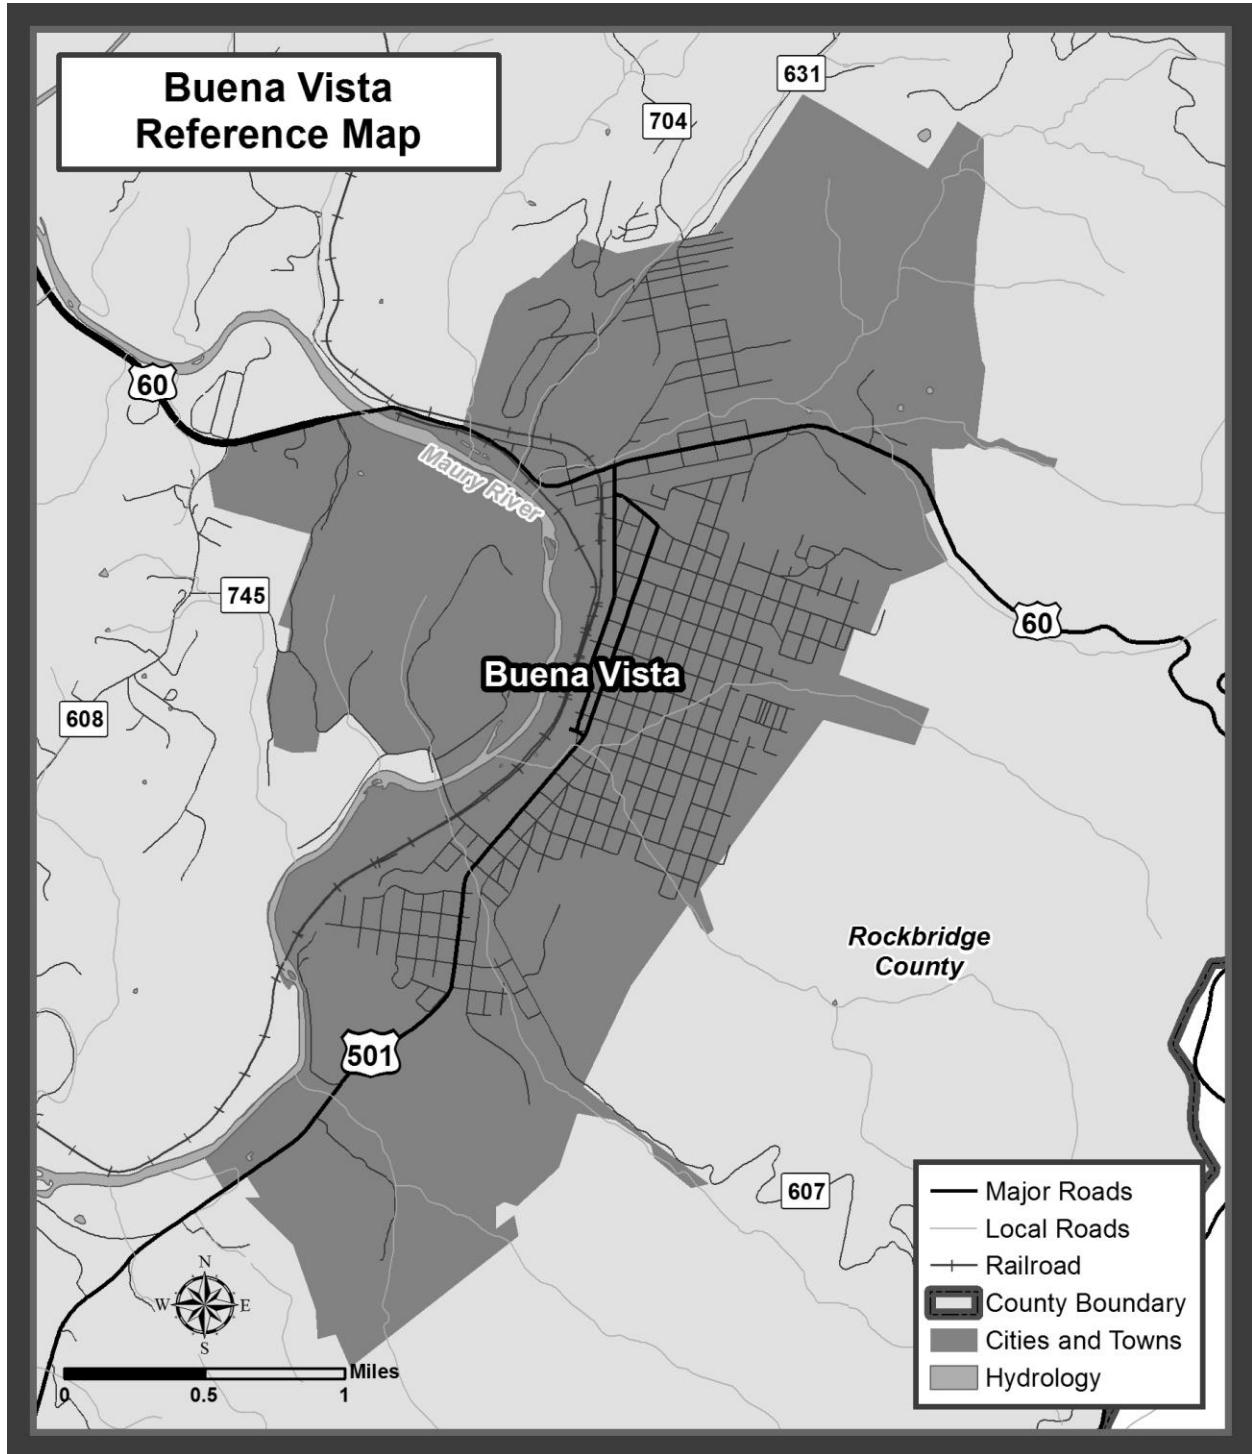 Buena Vista
Reference Map
631
704
60
Maury River
745
60
Buena Vista
608
Rockbridge
County
501
607
Major Roads
Local Roads
Railroad
County Boundary
Cities and Towns
Hydrology
N
W E
S
Miles
0 0.5 1